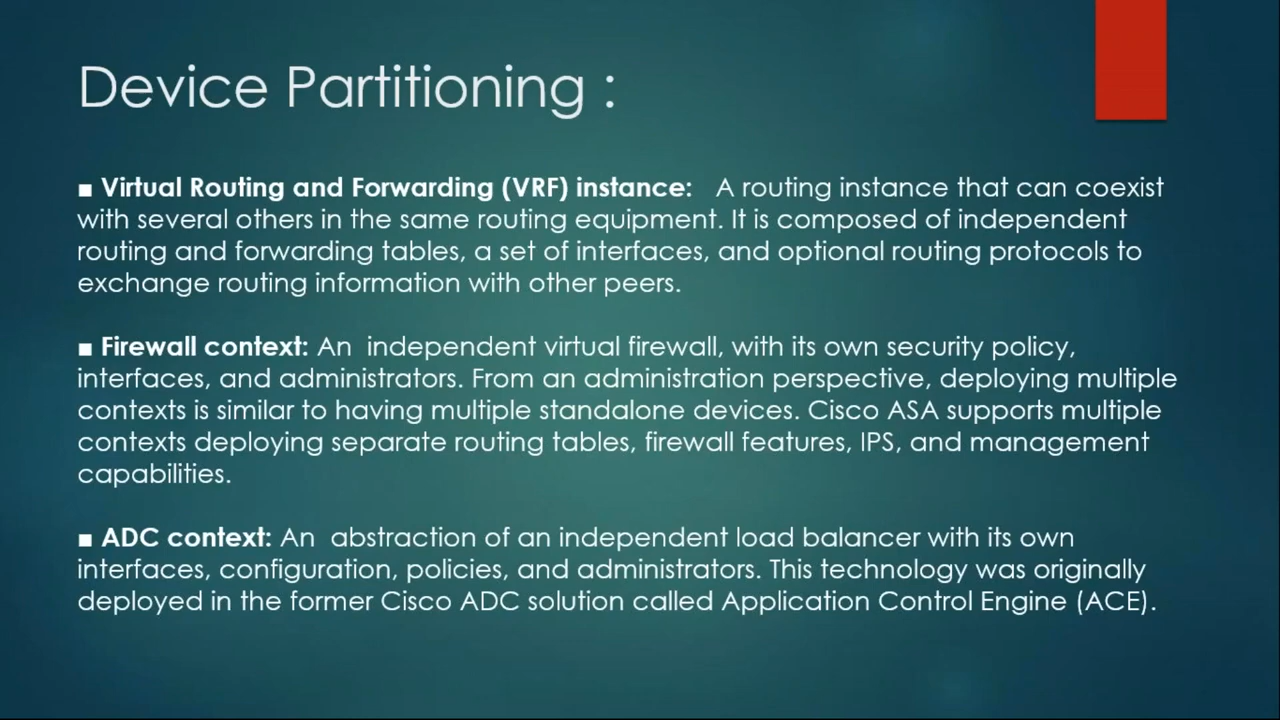 Device Partitioning :
■ Virtual Routing and Forwarding (VRF) instance: A routing instance that can coexist
with several others in the same routing equipment. It is composed of independent
routing and forwarding tables, a set of interfaces, and optional routing protocols to
exchange routing information with other peers.
■ Firewall context: An independent virtual firewall, with its own security policy,
interfaces, and administrators. From an administration perspective, deploying multiple
contexts is similar to having multiple standalone devices. Cisco ASA supports multiple
contexts deploying separate routing tables, firewall features, IPS, and management
capabilities.
■ ADC context: An abstraction of an independent load balancer with its own
interfaces, configuration, policies, and administrators. This technology was originally
deployed in the former Cisco ADC solution called Application Control Engine (ACE).